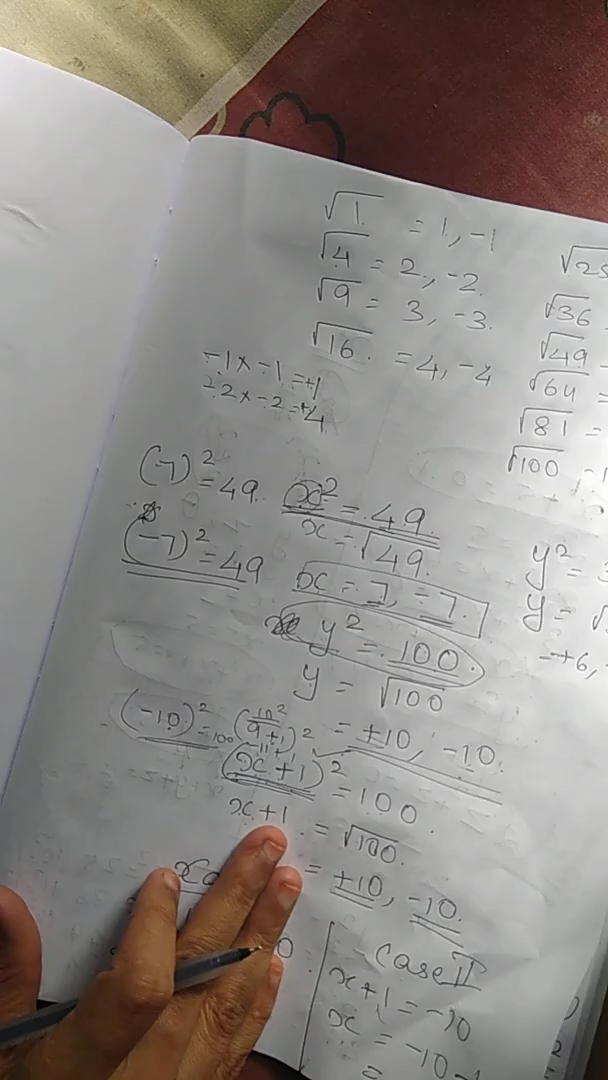 √1 = 1, -1
√4 = 2, -2.
√9 = 3, -3.
√16. = 4, -4
√25
√36
√49
√64 =
√81 =
√100
-1 x -1 = +1
-2 x -2 = +4
(7)² = 49.
(-7)² = 49
x² = 49.
x = √49.
x = 7, -7.
y² =
y = √
+6,
y² = 100.
y = √100
= +10, -10.
(-10)² = 100
10²
(9+1)²
(x+1)² = 100.
x+1 = √100.
= +10, -10.
Case II
x+1 = -10
x = -10 -
=